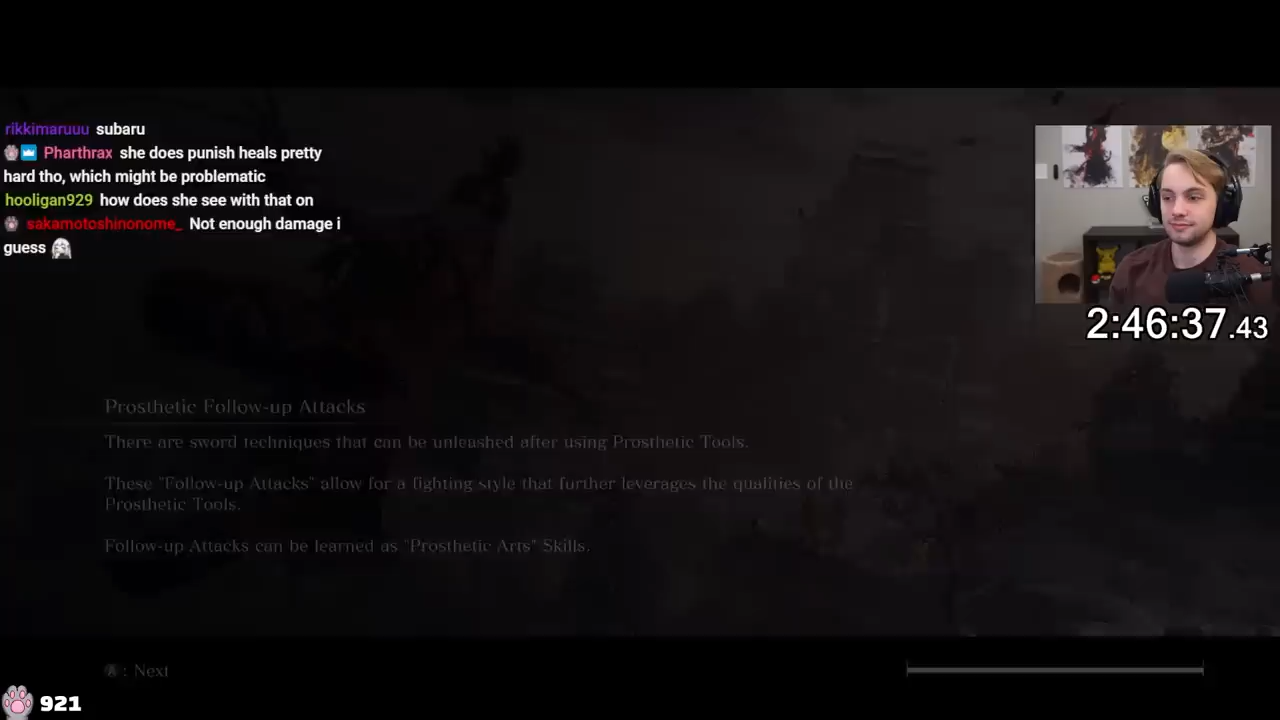 rikkimaruuu subaru
Pharthrax she does punish heals pretty
hard tho, which might be problematic
hooligan929 how does she see with that on
sakamotoshinonome_ Not enough damage i
guess
2:46:37.43
Prosthetic Follow-up Attacks
There are sword techniques that can be unleashed after using Prosthetic Tools.
These "Follow-up Attacks" allow for a fighting style that further leverages the qualities of the
Prosthetic Tools.
Follow-up Attacks can be learned as "Prosthetic Arts" Skills.
A : Next
921